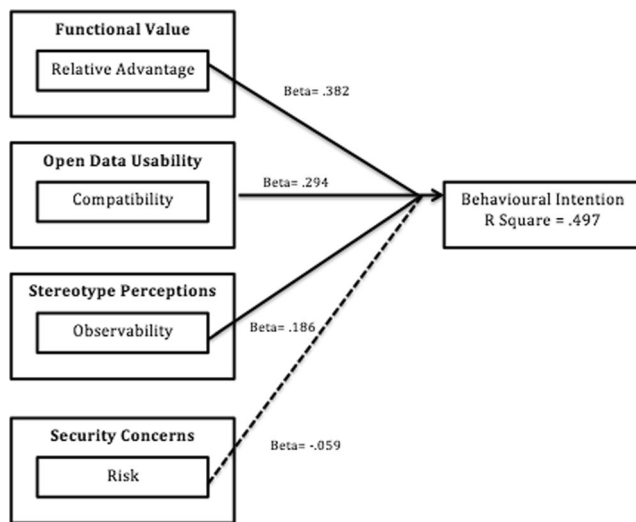 Functional Value
Relative Advantage
Beta= .382
Open Data Usability
Compatibility
Beta= .294
Behavioural Intention
R Square = .497
Stereotype Perceptions
Observability
Beta= .186
Security Concerns
Risk
Beta= -.059